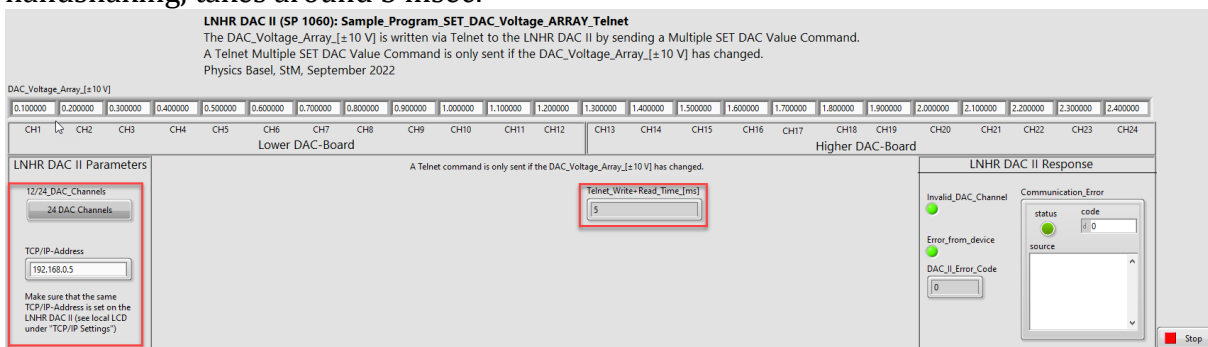 handshaking, takes around 5 msec.
LNHR DAC II (SP 1060): Sample_Program_SET_DAC_Voltage_ARRAY_Telnet
The DAC_Voltage_Array_[±10 V] is written via Telnet to the LNHR DAC II by sending a Multiple SET DAC Value Command.
A Telnet Multiple SET DAC Value Command is only sent if the DAC_Voltage_Array_[±10 V] has changed.
Physics Basel, StM, September 2022
DAC_Voltage_Array_[±10 V]
0.100000 0.200000 0.300000 0.400000 0.500000 0.600000 0.700000 0.800000 0.900000 1.000000 1.100000 1.200000 1.300000 1.400000 1.500000 1.600000 1.700000 1.800000 1.900000 2.000000 2.100000 2.200000 2.300000 2.400000
CH1 CH2 CH3 CH4 CH5 CH6 CH7 CH8 CH9 CH10 CH11 CH12 CH13 CH14 CH15 CH16 CH17 CH18 CH19 CH20 CH21 CH22 CH23 CH24
Lower DAC-Board Higher DAC-Board
LNHR DAC II Parameters
12/24_DAC_Channels
24 DAC Channels
TCP/IP-Address
192.168.0.5
Make sure that the same
TCP/IP-Address is set on the
LNHR DAC II (see local LCD
under "TCP/IP Settings")
A Telnet command is only sent if the DAC_Voltage_Array_[±10 V] has changed.
Telnet_Write+Read_Time_[ms]
5
LNHR DAC II Response
Invalid_DAC_Channel
Error_from_device
DAC_II_Error_Code
0
Communication_Error
status code
0
source
Stop